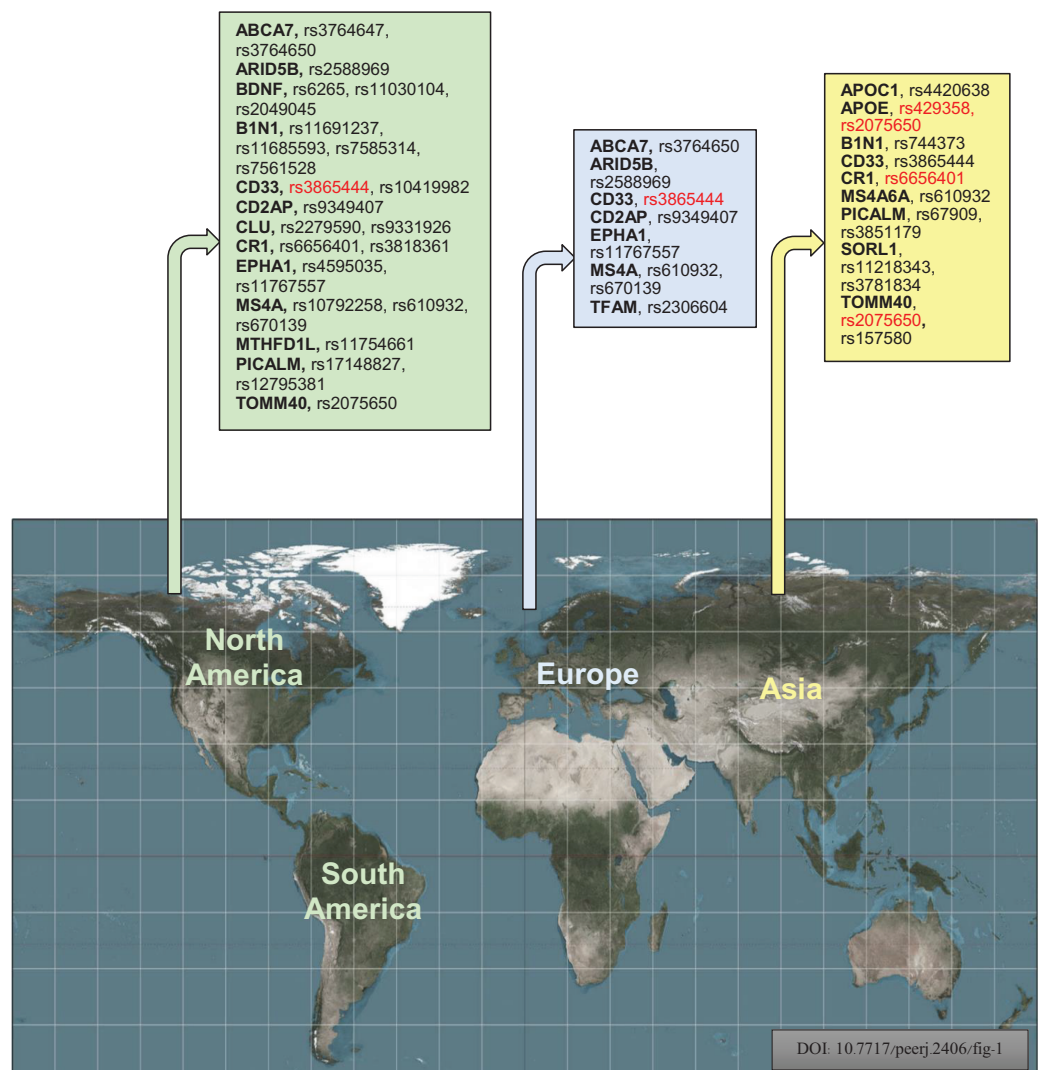 ABCA7, rs3764647,
rs3764650
ARID5B, rs2588969
BDNF, rs6265, rs11030104,
rs2049045
B1N1, rs11691237,
rs11685593, rs7585314,
rs7561528
CD33, rs3865444, rs10419982
CD2AP, rs9349407
CLU, rs2279590, rs9331926
CR1, rs6656401, rs3818361
EPHA1, rs4595035,
rs11767557
MS4A, rs10792258, rs610932,
rs670139
MTHFD1L, rs11754661
PICALM, rs17148827,
rs12795381
TOMM40, rs2075650
ABCA7, rs3764650
ARID5B,
rs2588969
CD33, rs3865444
CD2AP, rs9349407
EPHA1,
rs11767557
MS4A, rs610932,
rs670139
TFAM, rs2306604
APOC1, rs4420638
APOE, rs429358,
rs2075650
B1N1, rs744373
CD33, rs3865444
CR1, rs6656401
MS4A6A, rs610932
PICALM, rs67909,
rs3851179
SORL1,
rs11218343,
rs3781834
TOMM40,
rs2075650,
rs157580
North
America
Europe
Asia
South
America
DOI: 10.7717/peerj.2406/fig-1